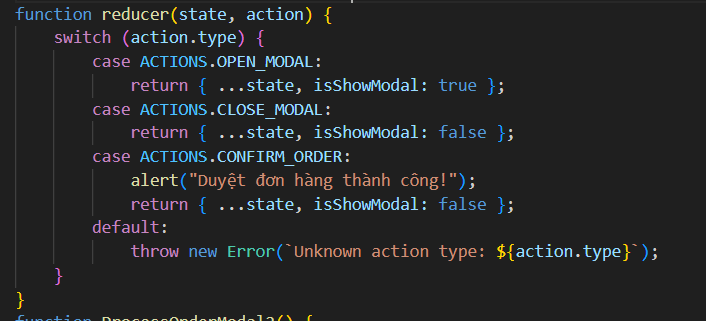 function reducer(state, action) {
switch (action.type) {
case ACTIONS.OPEN_MODAL:
return { ...state, isShowModal: true };
case ACTIONS.CLOSE_MODAL:
return { ...state, isShowModal: false };
case ACTIONS.CONFIRM_ORDER:
alert("Duyệt đơn hàng thành công!");
return { ...state, isShowModal: false };
default:
throw new Error(`Unknown action type: ${action.type}`);
}
}
function ProcessOrderModal2() {